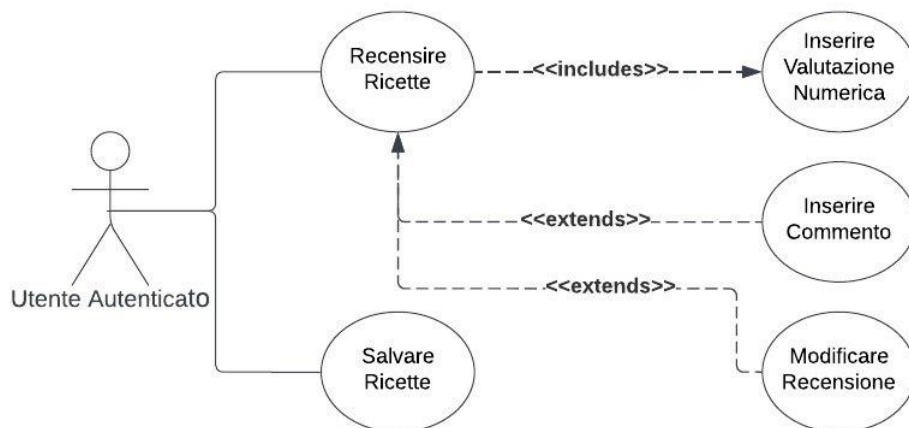 Recensire
Ricette
<<includes>>
Inserire
Valutazione
Numerica
<<extends>>
Inserire
Commento
<<extends>>
Utente Autenticato
Salvare
Ricette
Modificare
Recensione